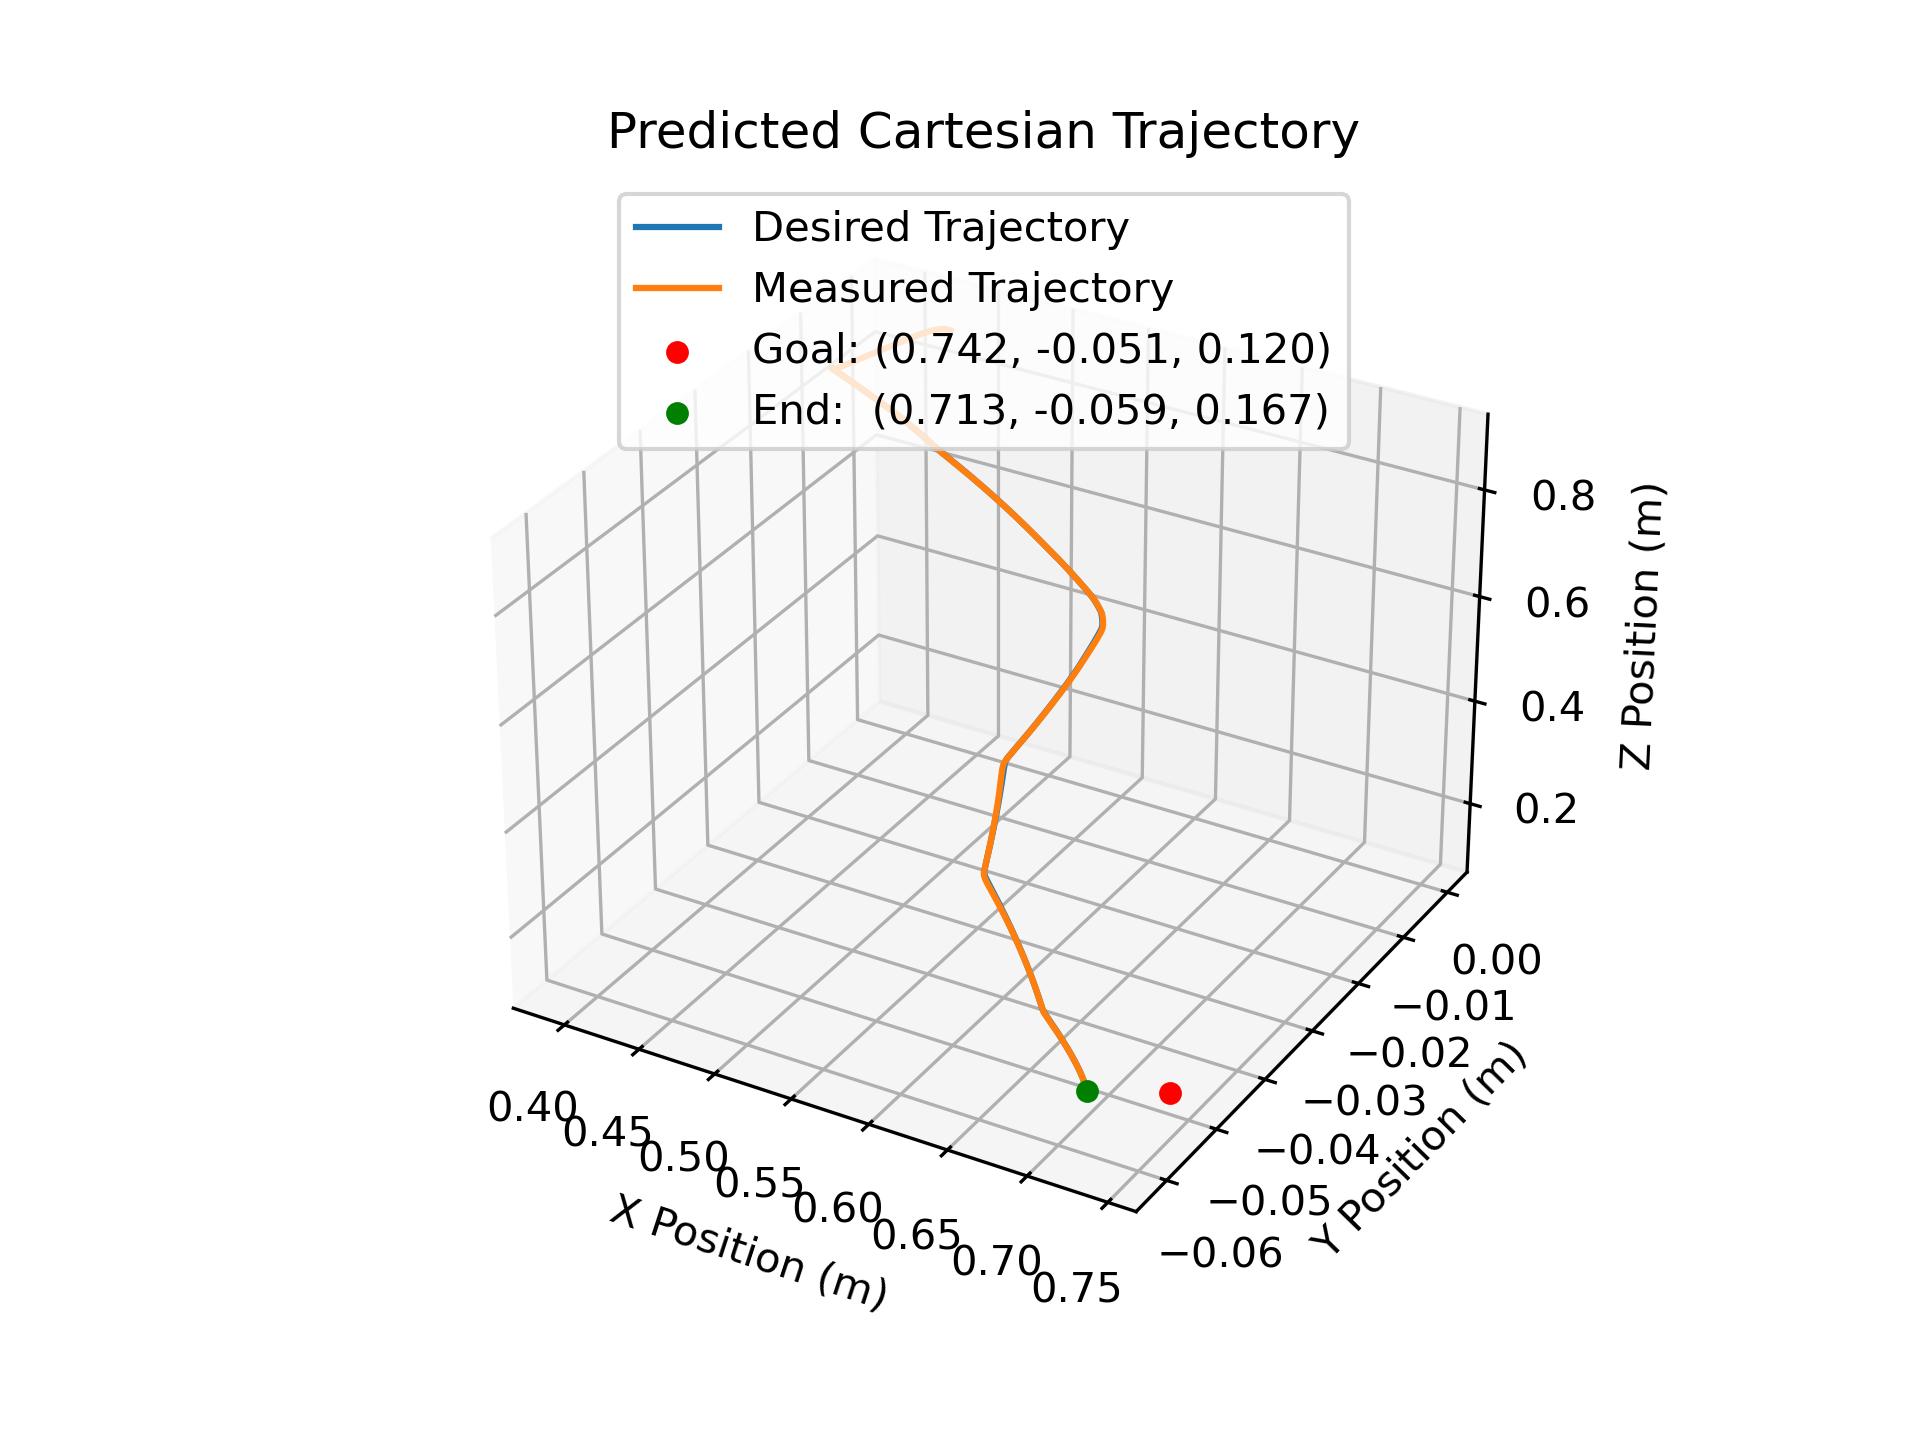 Predicted Cartesian Trajectory
Desired Trajectory
Measured Trajectory
Goal: (0.742, -0.051, 0.120)
End: (0.713, -0.059, 0.167)
0.8
0.6
0.4
0.2
Z Position (m)
0.00
−0.01
−0.02
−0.03
−0.04
−0.05
−0.06
Y Position (m)
0.40
0.45
0.50
0.55
0.60
0.65
0.70
0.75
X Position (m)